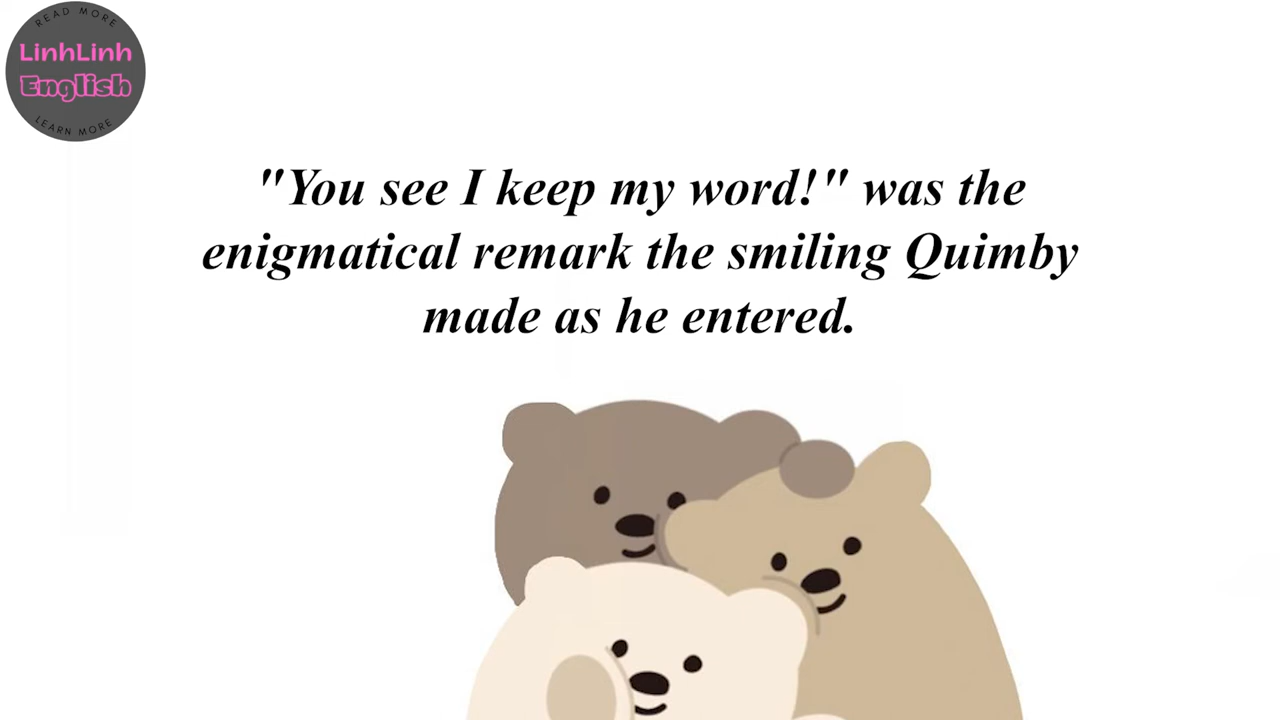 READ MORE
LinhLinh
English
LEARN MORE
"You see I keep my word!" was the
enigmatical remark the smiling Quimby
made as he entered.